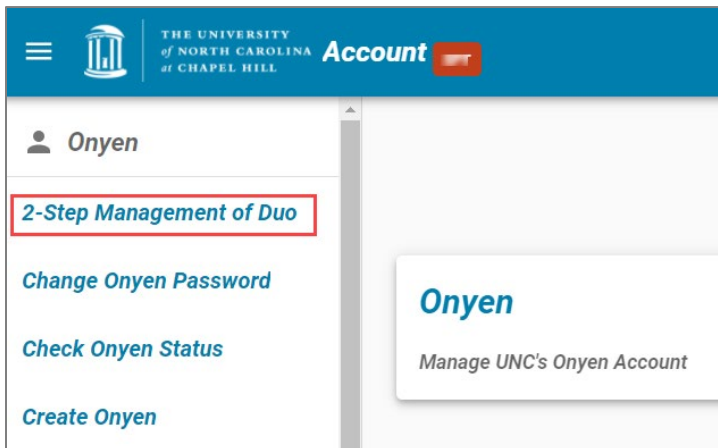 THE UNIVERSITY
of NORTH CAROLINA
at CHAPEL HILL
Account
Onyen
2-Step Management of Duo
Change Onyen Password
Check Onyen Status
Create Onyen
Onyen
Manage UNC's Onyen Account